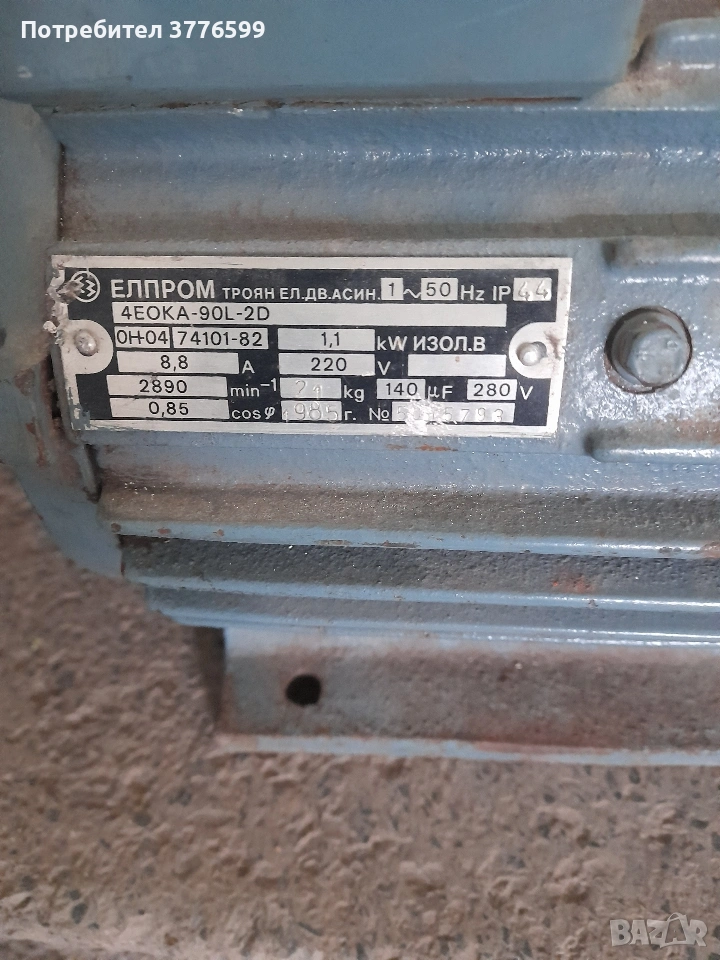 Потребител 3776599
ЕЛПРОМ ТРОЯН ЕЛ.ДВ.АСИН. 1~50 Hz IP 44
4ЕОКА-90L-2D
ОН-04 74101-82 1,1 kW ИЗОЛ.В
8,8 A 220 V
2890 min⁻¹ kg 140 μF 280 V
0,85 cosφ 1985 г. №
BAZAR